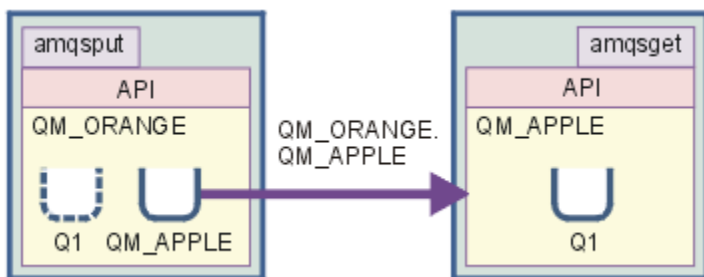 amqsput
API
QM_ORANGE
Q1
QM_APPLE
QM_ORANGE.
QM_APPLE
amqsget
API
QM_APPLE
Q1